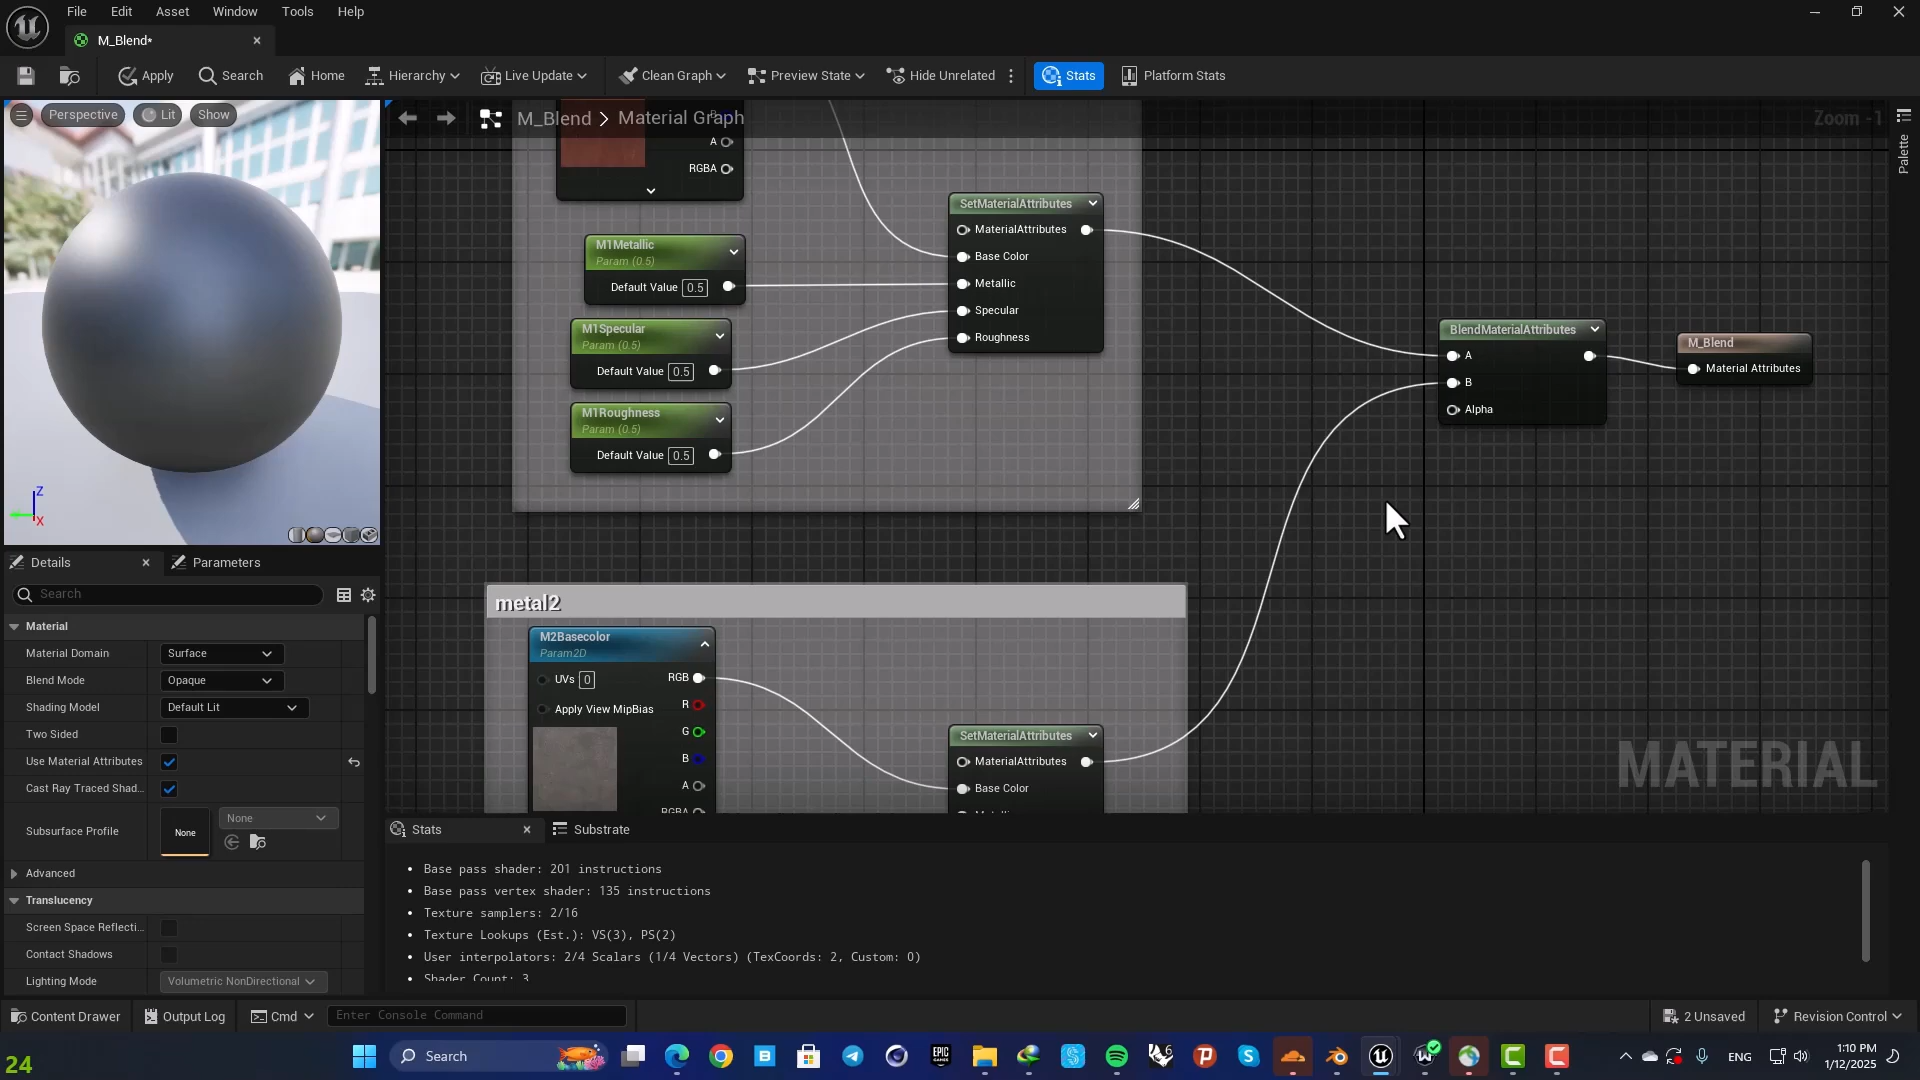 File Edit Asset Window Tools Help
M_Blend*
Apply Search Home Hierarchy Live Update Clean Graph Preview State Hide Unrelated Stats Platform Stats
Perspective Lit Show
M_Blend > Material Graph
Zoom -1
Palette
A
RGBA
M1Metallic
Param (0.5)
Default Value 0.5
M1Specular
Param (0.5)
Default Value 0.5
M1Roughness
Param (0.5)
Default Value 0.5
SetMaterialAttributes
MaterialAttributes
Base Color
Metallic
Specular
Roughness
BlendMaterialAttributes
A
B
Alpha
M_Blend
Material Attributes
Z
X
metal2
M2Basecolor
Param2D
UVs 0 RGB
R
Apply View MipBias
G
B
A
RGBA
SetMaterialAttributes
MaterialAttributes
Base Color
MATERIAL
Details Parameters
Search
Material
Material Domain Surface
Blend Mode Opaque
Shading Model Default Lit
Two Sided
Use Material Attributes
Cast Ray Traced Shad...
Subsurface Profile None None
Advanced
Translucency
Screen Space Reflecti...
Contact Shadows
Lighting Mode Volumetric NonDirectional
Stats Substrate
• Base pass shader: 201 instructions
• Base pass vertex shader: 135 instructions
• Texture samplers: 2/16
• Texture Lookups (Est.): VS(3), PS(2)
• User interpolators: 2/4 Scalars (1/4 Vectors) (TexCoords: 2, Custom: 0)
• Shader Count: 3
Content Drawer Output Log Cmd Enter Console Command 2 Unsaved Revision Control
24
Search
EPIC GAMES
6
ENG
1:10 PM
1/12/2025